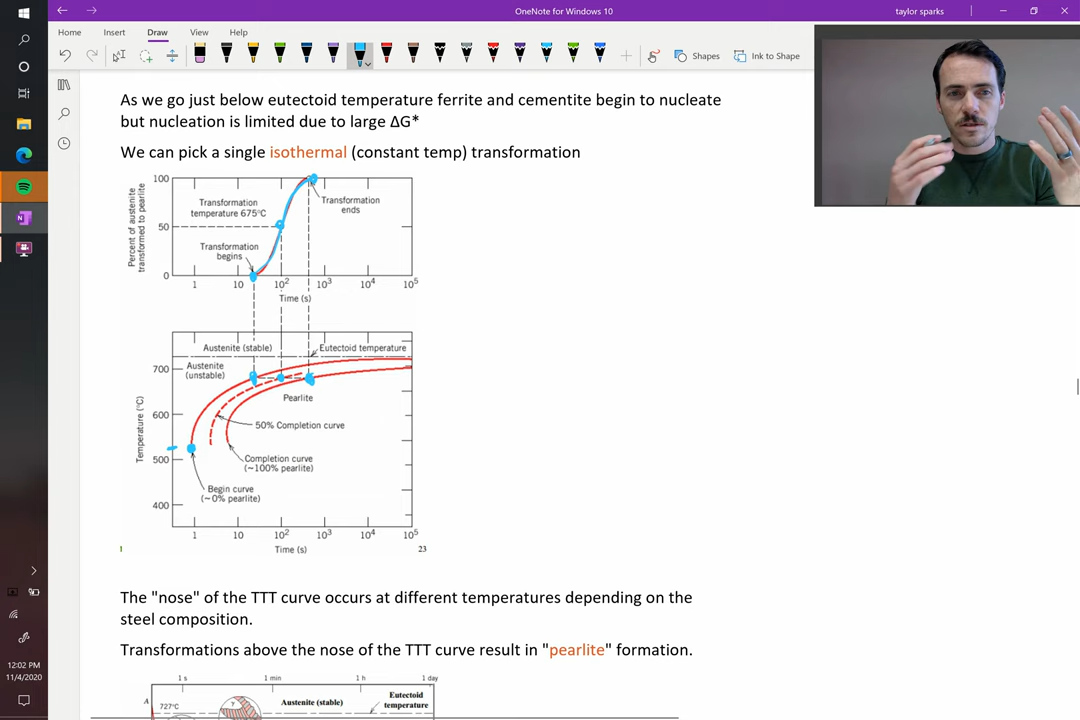 OneNote for Windows 10
taylor sparks
Home
Insert
Draw
View
Help
Shapes
Ink to Shape
As we go just below eutectoid temperature ferrite and cementite begin to nucleate
but nucleation is limited due to large ΔG*
We can pick a single isothermal (constant temp) transformation
Percent of austenite
transformed to pearlite
100
50
0
Transformation
temperature 675°C
Transformation
ends
Transformation
begins
1
10
10²
10³
10⁴
10⁵
Time (s)
Austenite (stable)
Eutectoid temperature
Austenite
(unstable)
Temperature (°C)
700
600
500
400
Pearlite
50% Completion curve
Completion curve
(~100% pearlite)
Begin curve
(~0% pearlite)
1
10
10²
10³
10⁴
10⁵
Time (s)
1
23
The "nose" of the TTT curve occurs at different temperatures depending on the
steel composition.
Transformations above the nose of the TTT curve result in "pearlite" formation.
1 s
1 min
1 h
1 day
A
727°C
γ
Austenite (stable)
Eutectoid
temperature
12:02 PM
11/4/2020